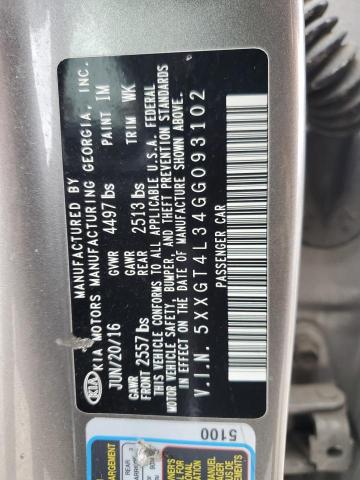 MANUFACTURED BY
KIA MOTORS MANUFACTURING GEORGIA, INC.
KIA
JUN/20/16 GVWR 4497 lbs PAINT IM
GAWR FRONT 2557 lbs GAWR REAR 2513 lbs TRIM WK
THIS VEHICLE CONFORMS TO ALL APPLICABLE U.S.A. FEDERAL
MOTOR VEHICLE SAFETY, BUMPER, AND THEFT PREVENTION STANDARDS
IN EFFECT ON THE DATE OF MANUFACTURE SHOWN ABOVE.
V.I.N. 5XXGT4L34GG093102
PASSENGER CAR
5100
REAR
MANUEL